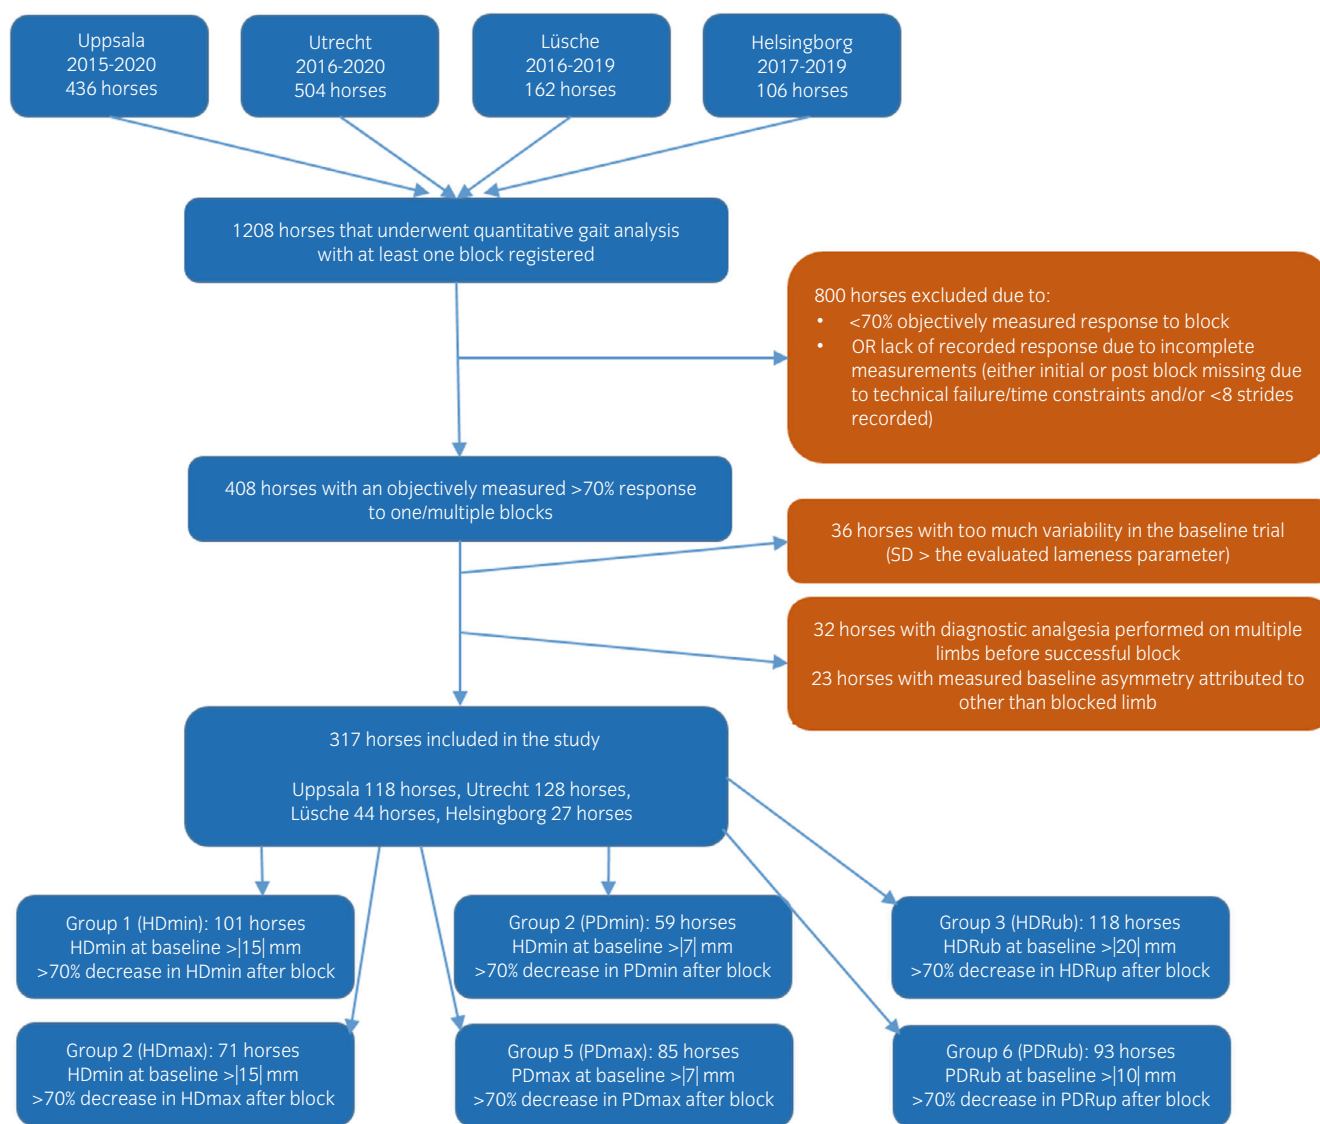 Uppsala
2015-2020
436 horses
Utrecht
2016-2020
504 horses
Lüsche
2016-2019
162 horses
Helsingborg
2017-2019
106 horses
1208 horses that underwent quantitative gait analysis
with at least one block registered
800 horses excluded due to:
• <70% objectively measured response to block
• OR lack of recorded response due to incomplete
measurements (either initial or post block missing due
to technical failure/time constraints and/or <8 strides
recorded)
408 horses with an objectively measured >70% response
to one/multiple blocks
36 horses with too much variability in the baseline trial
(SD > the evaluated lameness parameter)
32 horses with diagnostic analgesia performed on multiple
limbs before successful block
23 horses with measured baseline asymmetry attributed to
other than blocked limb
317 horses included in the study
Uppsala 118 horses, Utrecht 128 horses,
Lüsche 44 horses, Helsingborg 27 horses
Group 1 (HDmin): 101 horses
HDmin at baseline >|15| mm
>70% decrease in HDmin after block
Group 2 (PDmin): 59 horses
HDmin at baseline >|7| mm
>70% decrease in PDmin after block
Group 3 (HDRub): 118 horses
HDRub at baseline >|20| mm
>70% decrease in HDRup after block
Group 2 (HDmax): 71 horses
HDmin at baseline >|15| mm
>70% decrease in HDmax after block
Group 5 (PDmax): 85 horses
PDmax at baseline >|7| mm
>70% decrease in PDmax after block
Group 6 (PDRub): 93 horses
PDRub at baseline >|10| mm
>70% decrease in PDRup after block